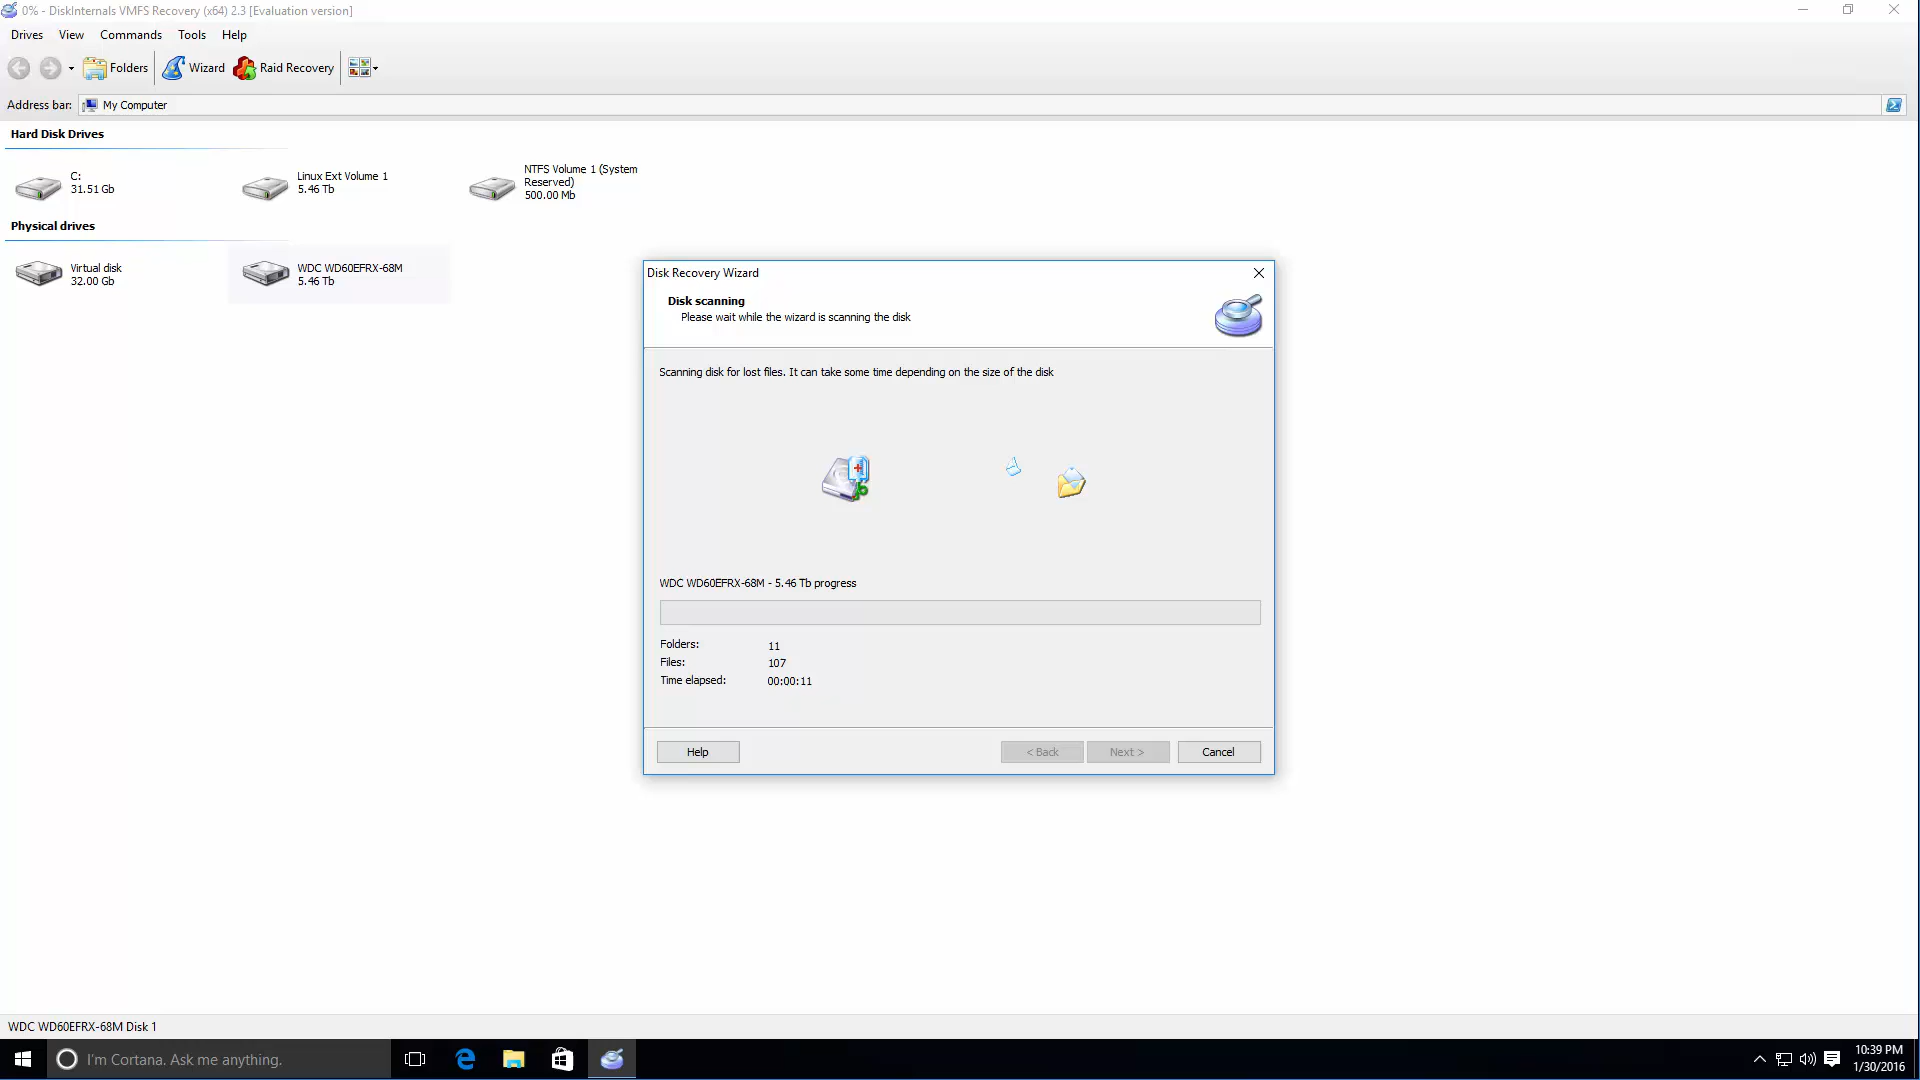 0% - DiskInternals VMFS Recovery (x64) 2.3 [Evaluation version]
Drives View Commands Tools Help
Folders Wizard Raid Recovery
Address bar: My Computer
Hard Disk Drives
C:
31.51 Gb
Linux Ext Volume 1
5.46 Tb
NTFS Volume 1 (System
Reserved)
500.00 Mb
Physical drives
Virtual disk
32.00 Gb
WDC WD60EFRX-68M
5.46 Tb
Disk Recovery Wizard
Disk scanning
Please wait while the wizard is scanning the disk
Scanning disk for lost files. It can take some time depending on the size of the disk
WDC WD60EFRX-68M - 5.46 Tb progress
Folders: 11
Files: 107
Time elapsed: 00:00:11
Help < Back Next > Cancel
WDC WD60EFRX-68M Disk 1
I'm Cortana. Ask me anything.
10:39 PM
1/30/2016